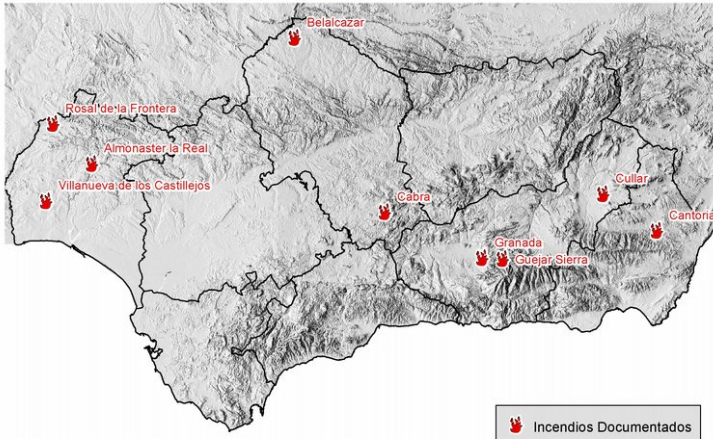 Belalcazar
Rosal de la Frontera
Almonaster la Real
Villanueva de los Castillejos
Cabra
Cullar
Cantoria
Granada
Guejar Sierra
Incendios Documentados